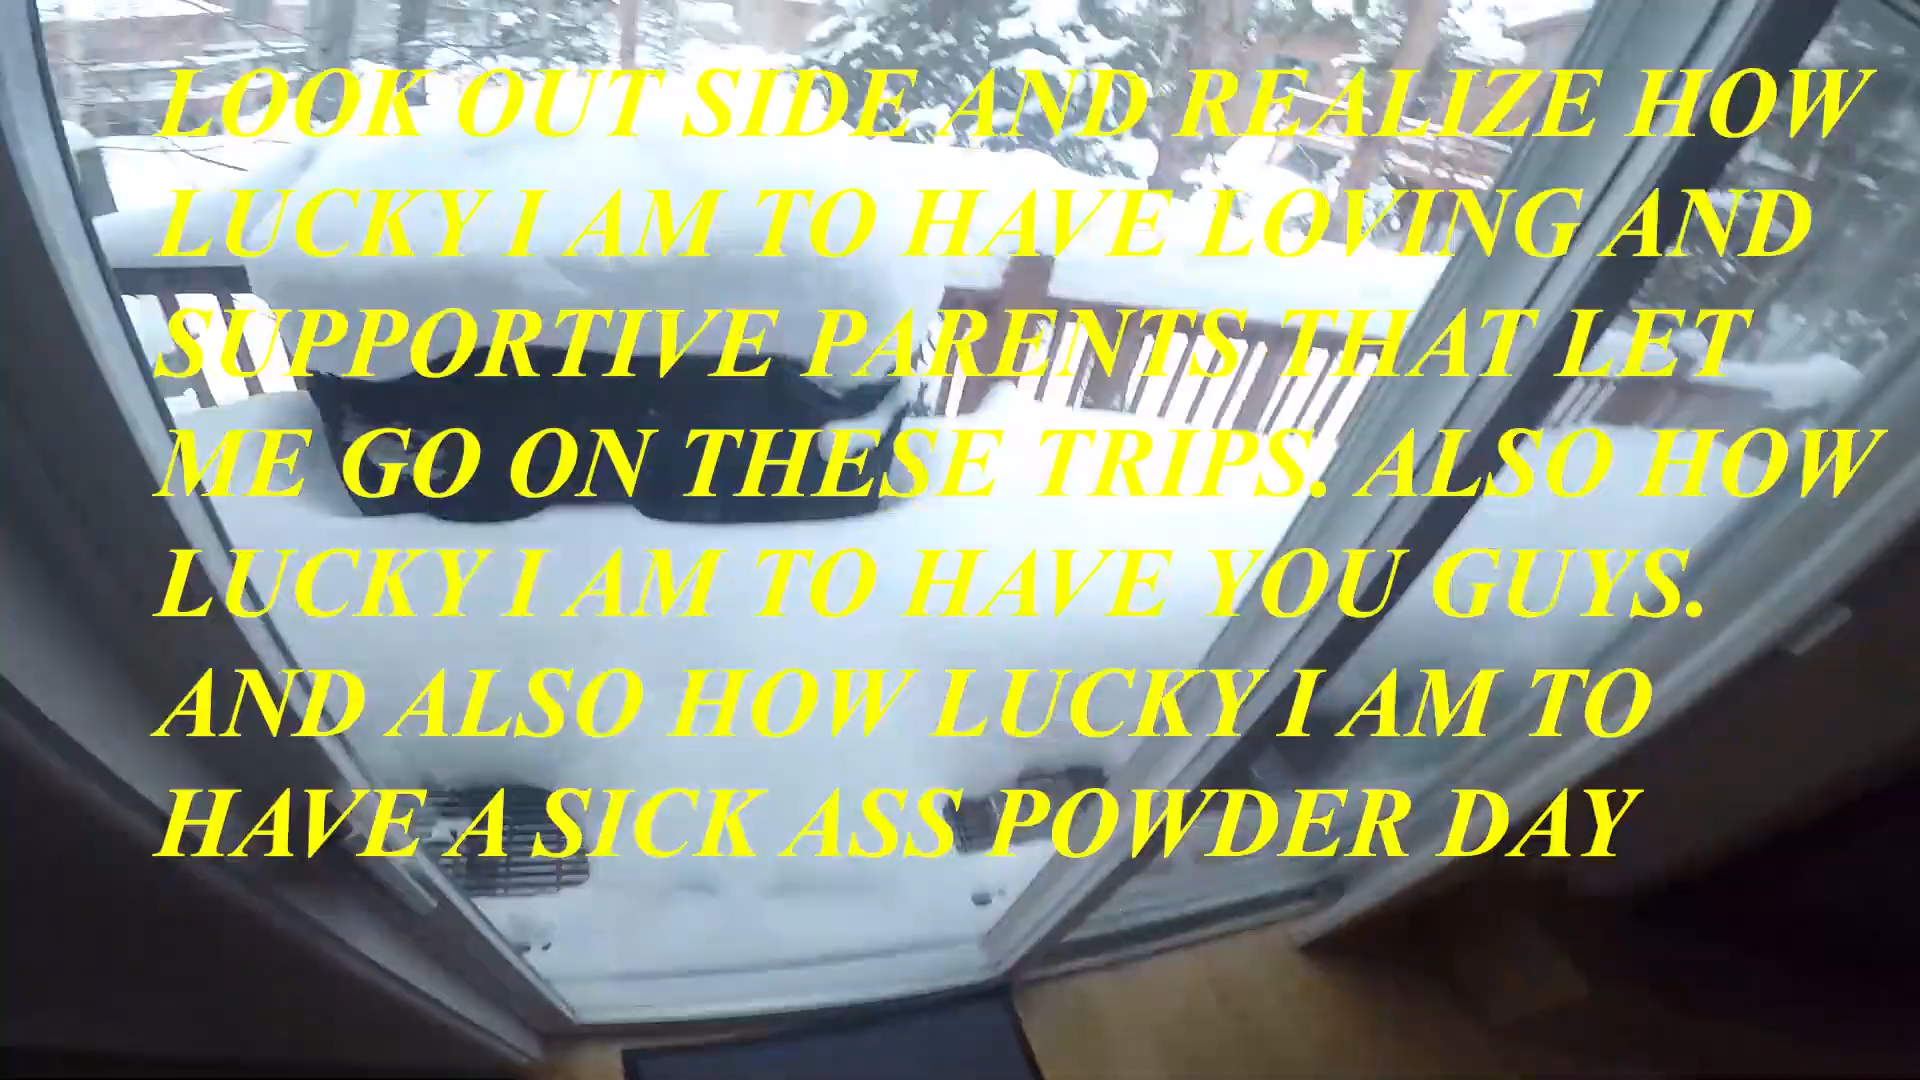 LOOK OUT SIDE AND REALIZE HOW
LUCKY I AM TO HAVE LOVING AND
SUPPORTIVE PARENTS THAT LET
ME GO ON THESE TRIPS. ALSO HOW
LUCKY I AM TO HAVE YOU GUYS.
AND ALSO HOW LUCKY I AM TO
HAVE A SICK ASS POWDER DAY